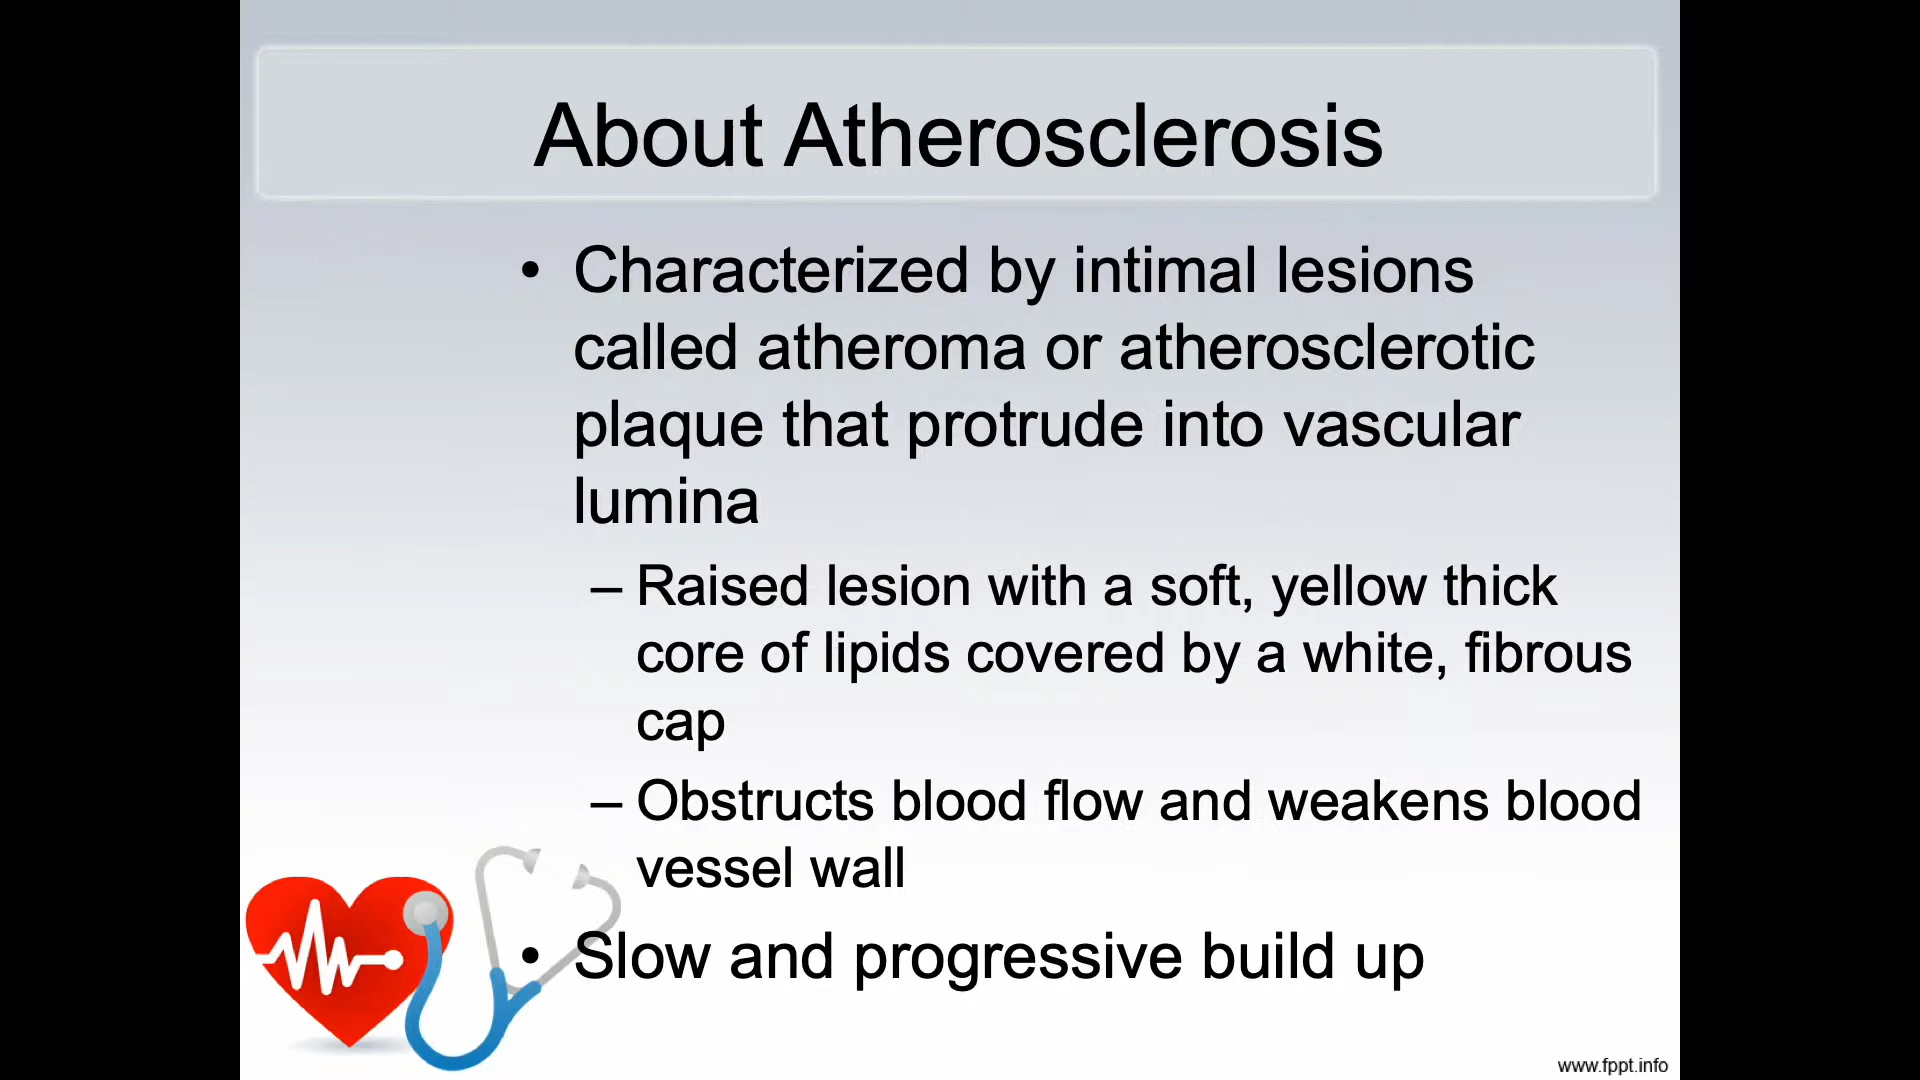 About Atherosclerosis
• Characterized by intimal lesions
called atheroma or atherosclerotic
plaque that protrude into vascular
lumina
– Raised lesion with a soft, yellow thick
core of lipids covered by a white, fibrous
cap
– Obstructs blood flow and weakens blood
vessel wall
• Slow and progressive build up
www.fppt.info